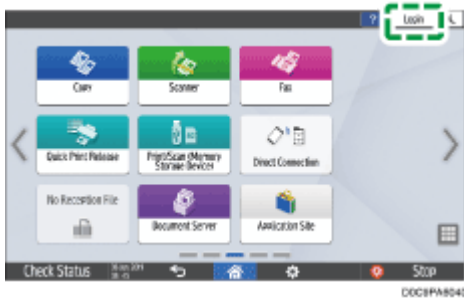 ?
Login
Copy
Scanner
Fax
Quick Print Release
Print/Scan (Memory
Storage Device)
Direct Connection
No Reception File
Document Server
Application Site
Check Status
Stop